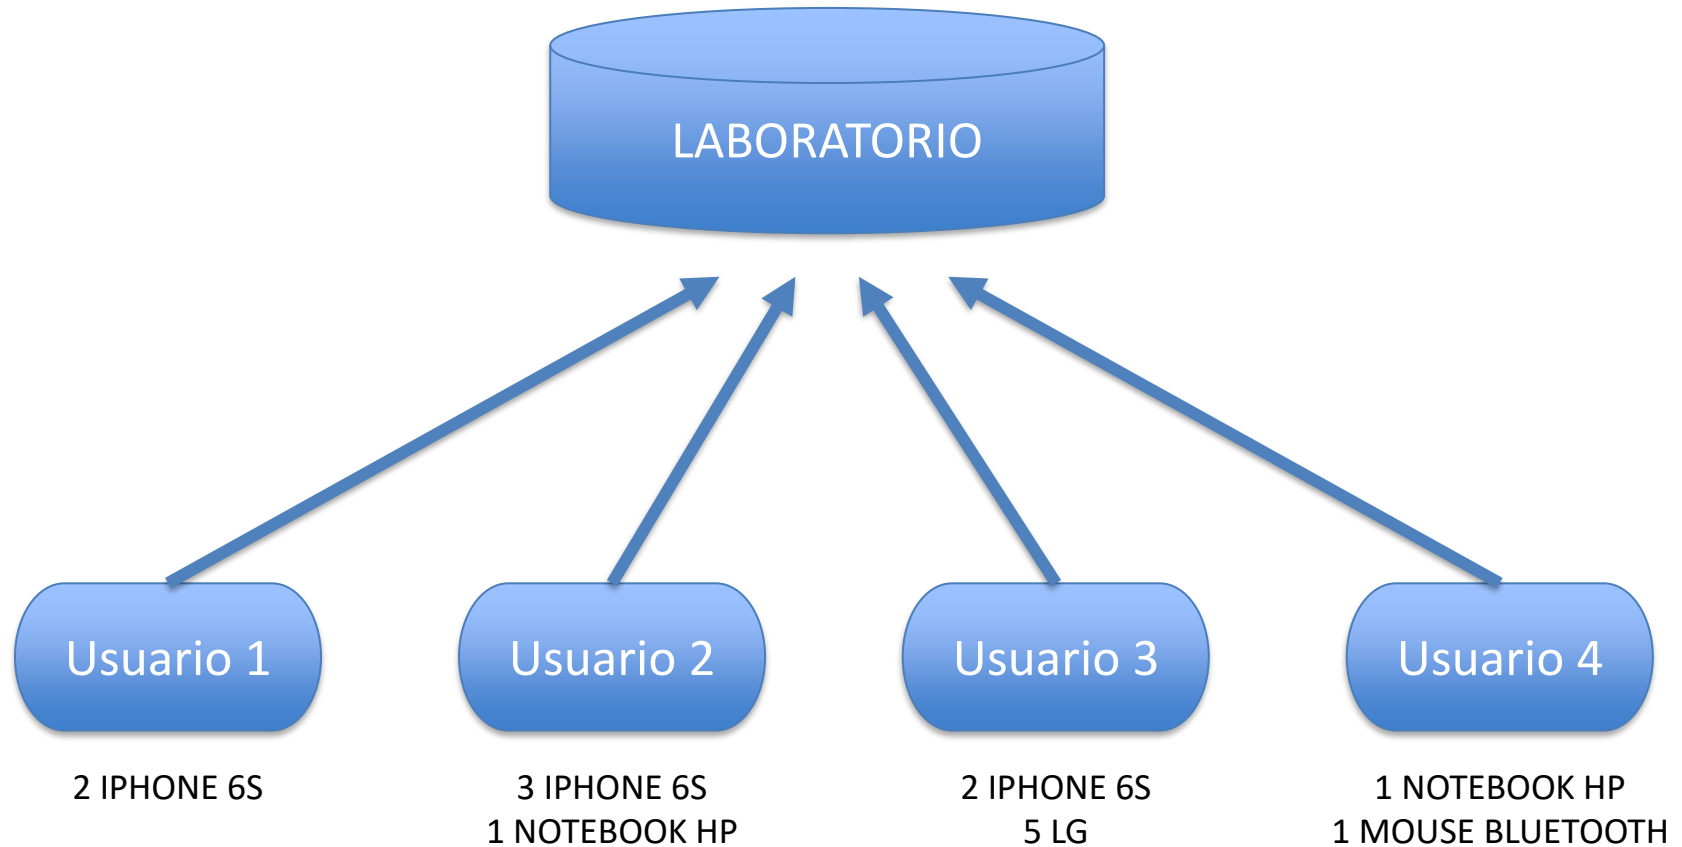 LABORATORIO
Usuario 1
Usuario 2
Usuario 3
Usuario 4
2 IPHONE 6S
3 IPHONE 6S
1 NOTEBOOK HP
2 IPHONE 6S
5 LG
1 NOTEBOOK HP
1 MOUSE BLUETOOTH